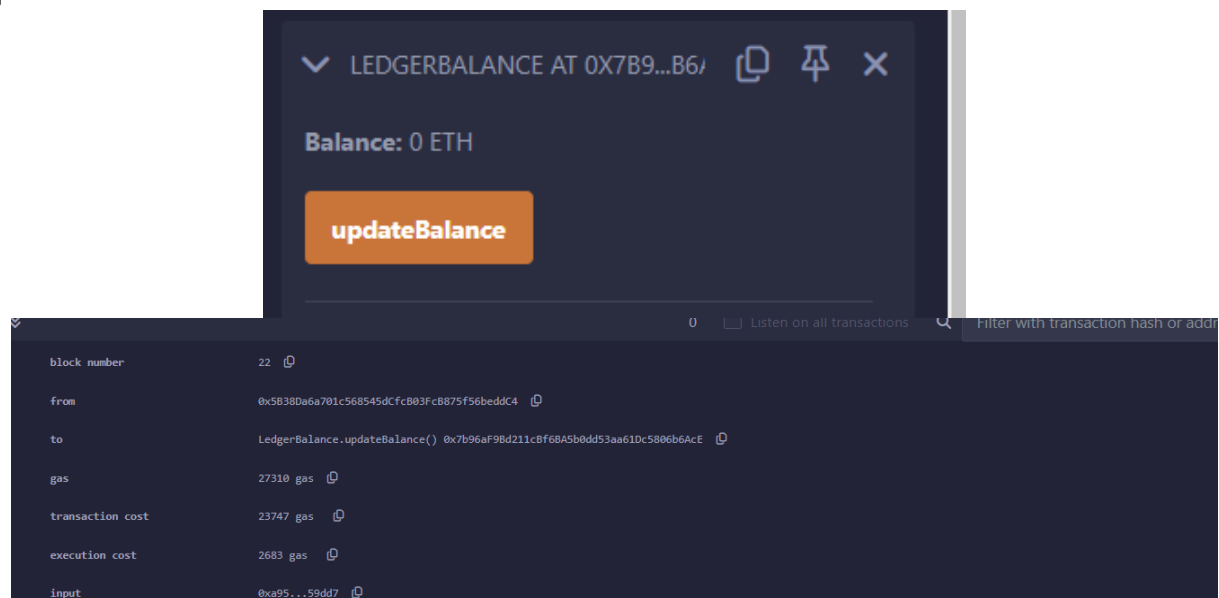 LEDGERBALANCE AT 0X7B9...B6
Balance: 0 ETH
updateBalance
0 Listen on all transactions Filter with transaction hash or addr
block number 22
from 0x5B38Da6a701c568545dCfcB03FcB875f56beddC4
to LedgerBalance.updateBalance() 0x7b96aF9Bd211cBf6BA5b0dd53aa61Dc5806b6AcE
gas 27310 gas
transaction cost 23747 gas
execution cost 2683 gas
input 0xa95...59dd7